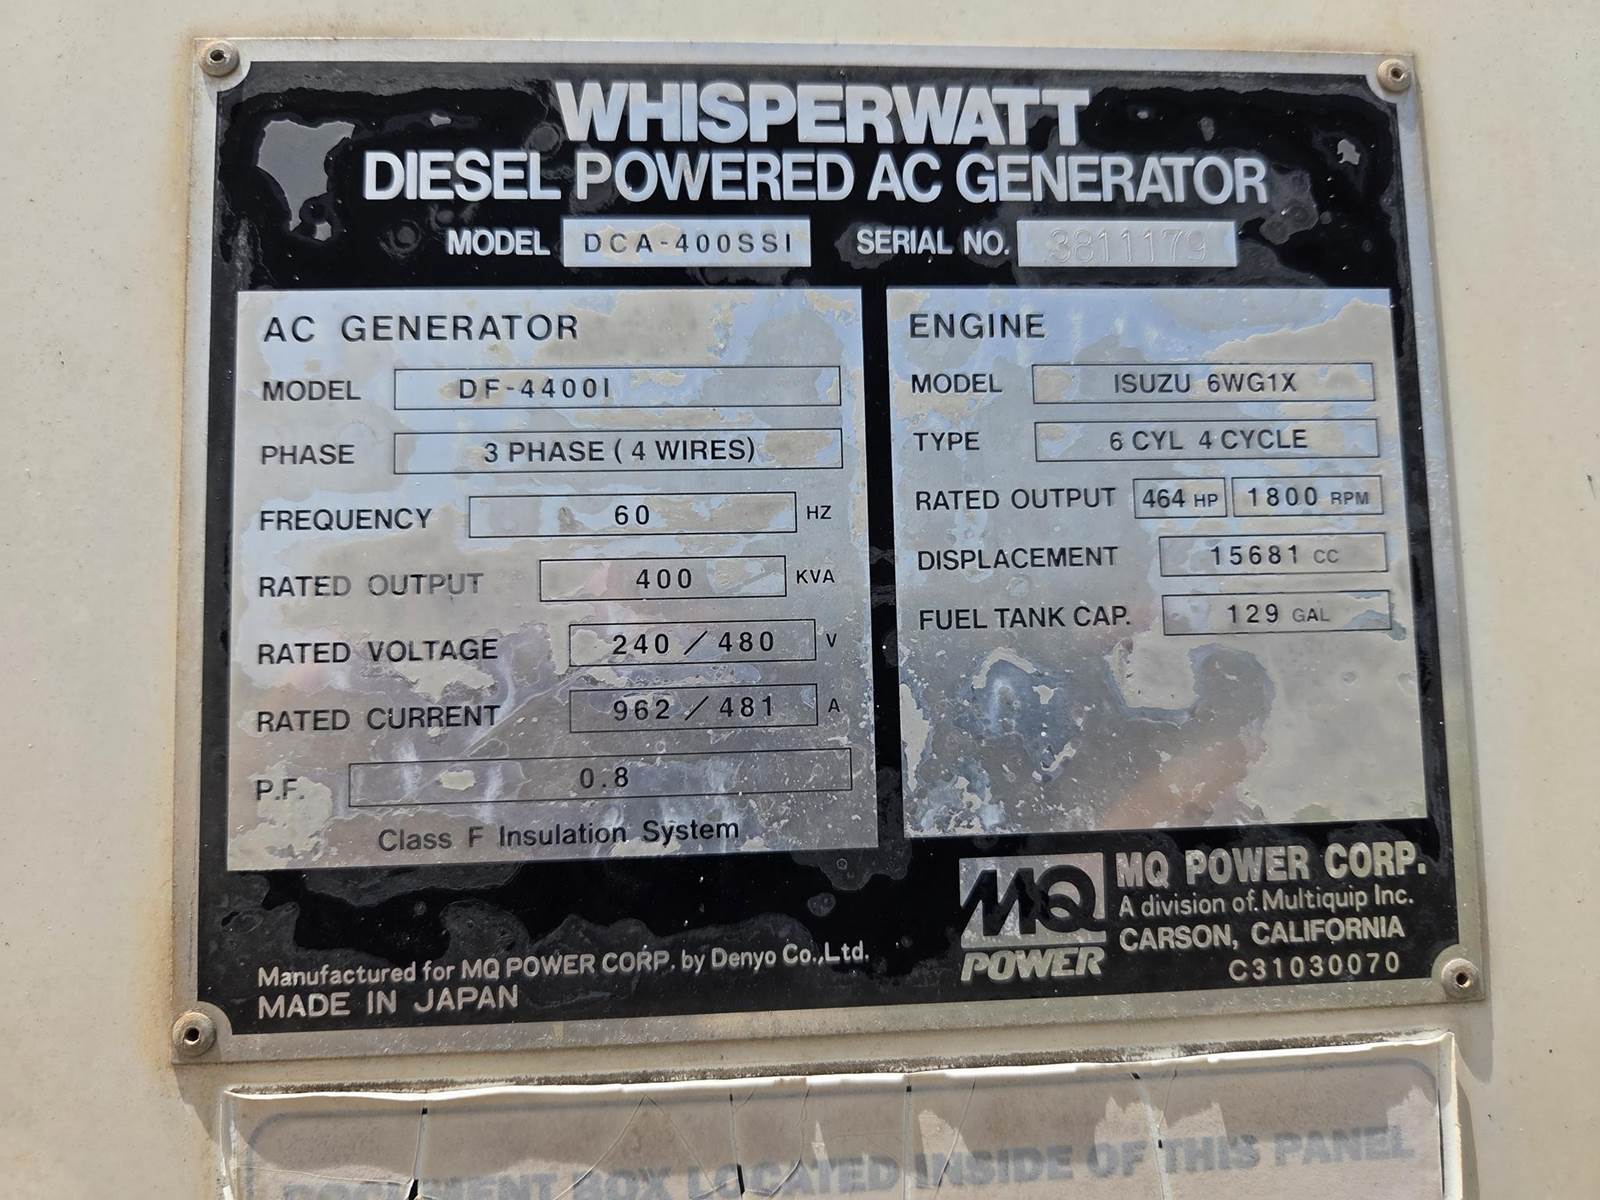 WHISPERWATT
DIESEL POWERED AC GENERATOR
MODEL DCA-400SSI SERIAL NO. 3811179
AC GENERATOR
MODEL DF-4400I
PHASE 3 PHASE ( 4 WIRES)
FREQUENCY 60 HZ
RATED OUTPUT 400 KVA
RATED VOLTAGE 240 / 480 V
RATED CURRENT 962 / 481 A
P.F. 0.8
Class F Insulation System
ENGINE
MODEL ISUZU 6WG1X
TYPE 6 CYL 4 CYCLE
RATED OUTPUT 464 HP 1800 RPM
DISPLACEMENT 15681 CC
FUEL TANK CAP. 129 GAL
Manufactured for MQ POWER CORP. by Denyo Co.,Ltd.
MADE IN JAPAN
MQ POWER
MQ POWER CORP.
A division of Multiquip Inc.
CARSON, CALIFORNIA
C31030070
DOCUMENT BOX LOCATED INSIDE OF THIS PANEL